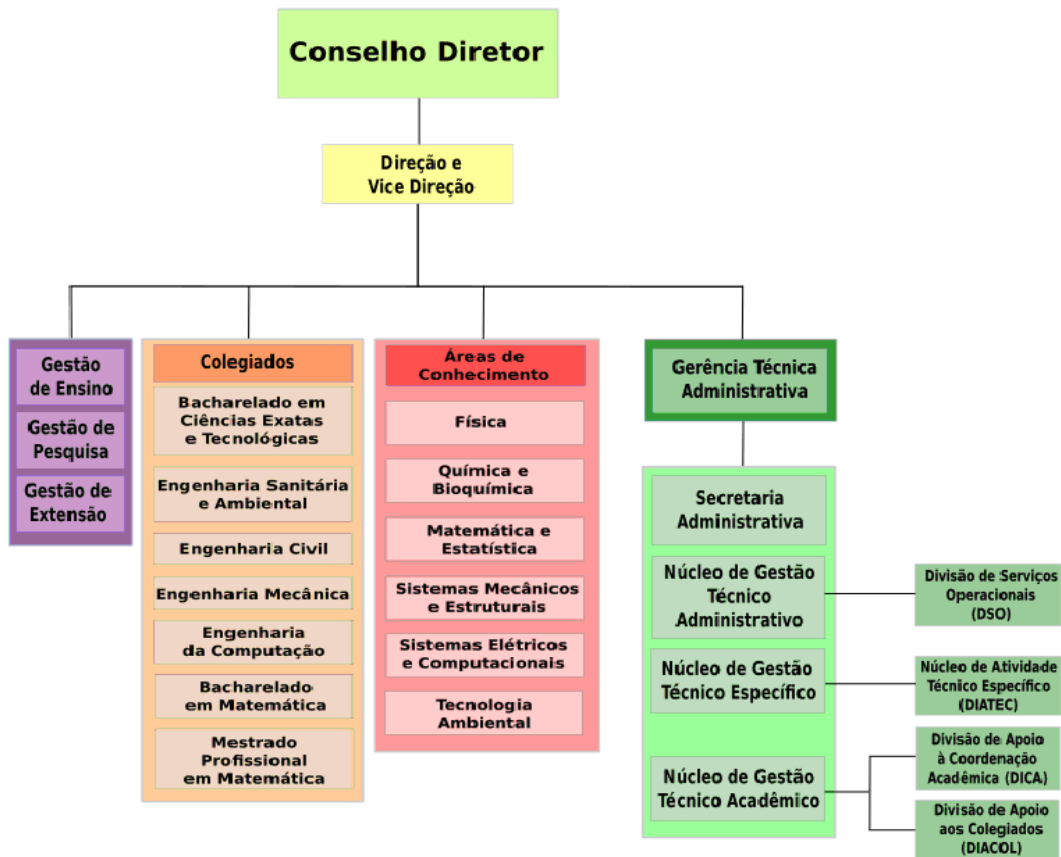 Conselho Diretor
Direção e
Vice Direção
Gestão
de Ensino
Gestão de
Pesquisa
Gestão de
Extensão
Colegiados
Bacharelado em
Ciências Exatas
e Tecnológicas
Engenharia Sanitária
e Ambiental
Engenharia Civil
Engenharia Mecânica
Engenharia
da Computação
Bacharelado
em Matemática
Mestrado
Profissional
em Matemática
Áreas de
Conhecimento
Física
Química e
Bioquímica
Matemática e
Estatística
Sistemas Mecânicos
e Estruturais
Sistemas Elétricos
e Computacionais
Tecnologia
Ambiental
Gerência Técnica
Administrativa
Secretaria
Administrativa
Núcleo de Gestão
Técnico
Administrativo
Núcleo de Gestão
Técnico Específico
Núcleo de Gestão
Técnico Acadêmico
Divisão de Serviços
Operacionais
(DSO)
Núcleo de Atividade
Técnico Específico
(DIATEC)
Divisão de Apoio
à Coordenação
Acadêmica (DICA)
Divisão de Apoio
aos Colegiados
(DIACOL)